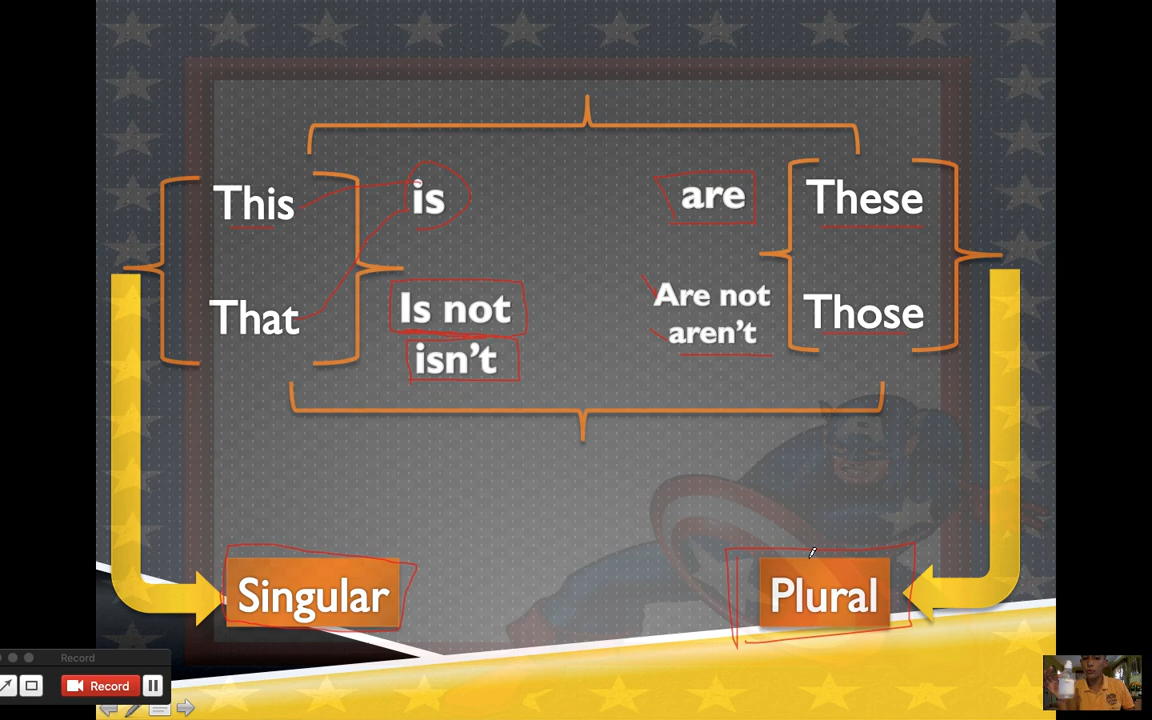 This
is
are
These
That
Is not
isn't
Are not
aren't
Those
Singular
Plural
Record
Record